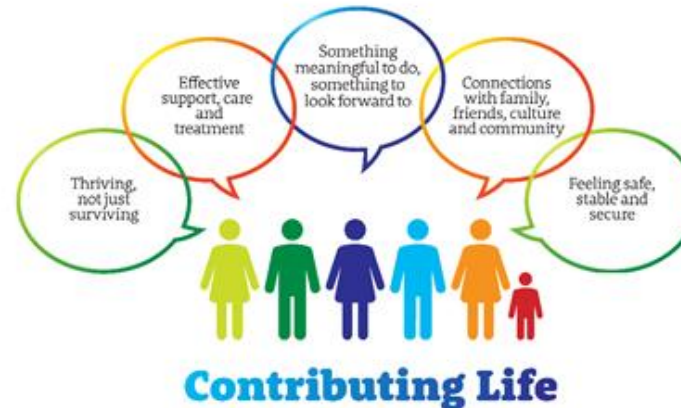 Thriving,
not just
surviving
Effective
support, care
and
treatment
Something
meaningful to do,
something to
look forward to
Connections
with family,
friends, culture
and community
Feeling safe,
stable and
secure
Contributing Life